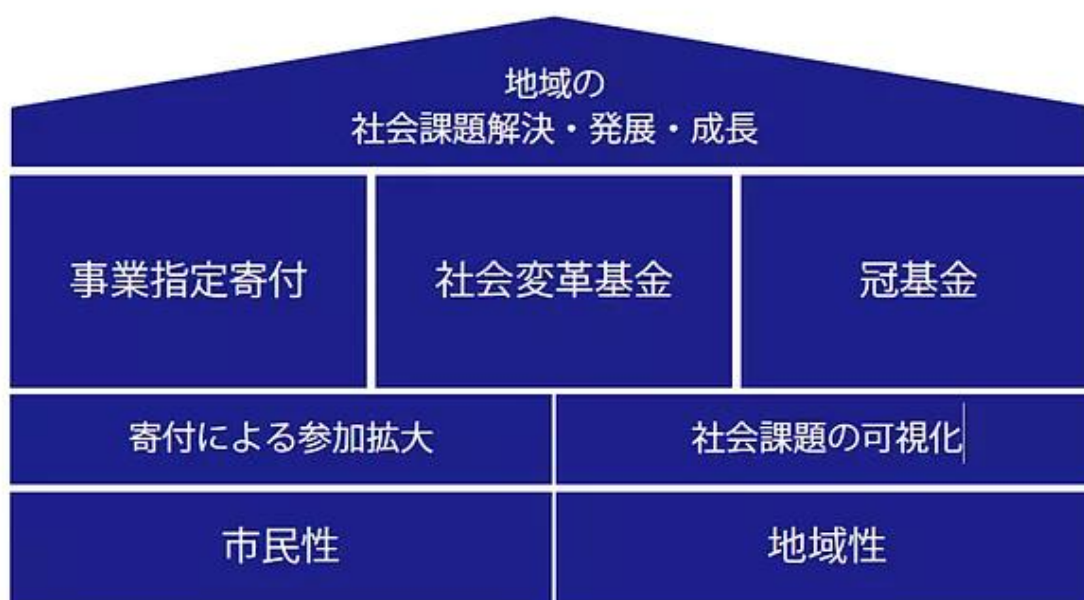 地域の
社会課題解決・発展・成長
事業指定寄付
社会変革基金
冠基金
寄付による参加拡大
社会課題の可視化
市民性
地域性